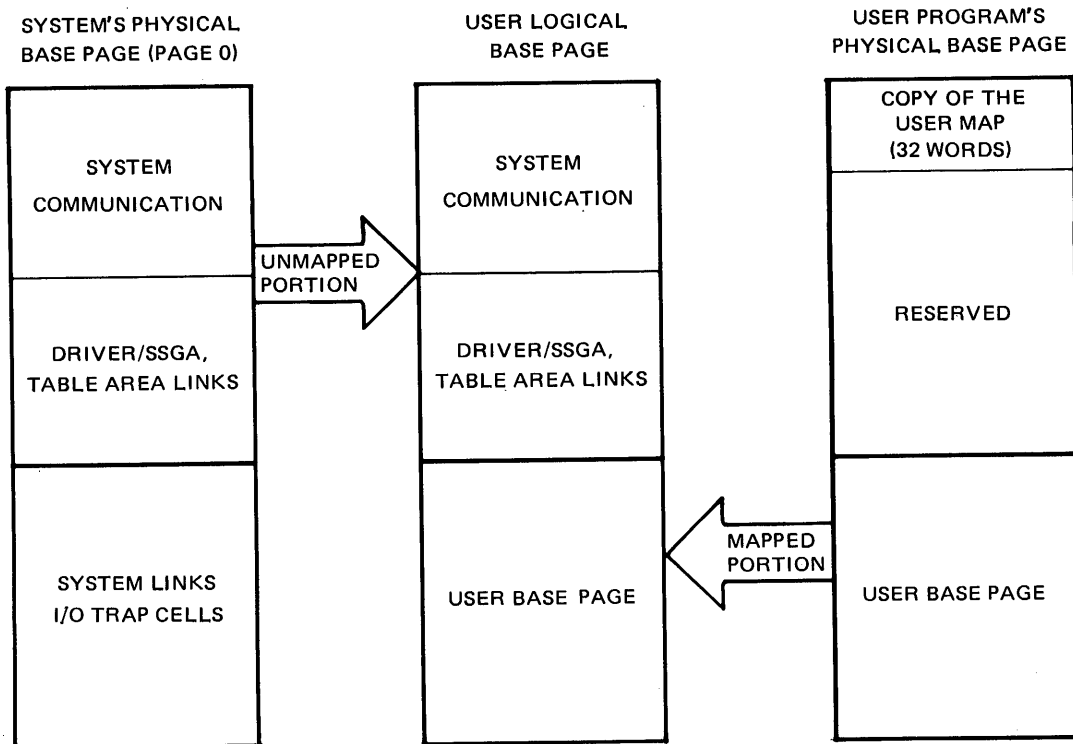 SYSTEM'S PHYSICAL
BASE PAGE (PAGE 0)
SYSTEM
COMMUNICATION
DRIVER/SSGA,
TABLE AREA LINKS
SYSTEM LINKS
I/O TRAP CELLS
UNMAPPED
PORTION
USER LOGICAL
BASE PAGE
SYSTEM
COMMUNICATION
DRIVER/SSGA,
TABLE AREA LINKS
USER BASE PAGE
MAPPED
PORTION
USER PROGRAM'S
PHYSICAL BASE PAGE
COPY OF THE
USER MAP
(32 WORDS)
RESERVED
USER BASE PAGE